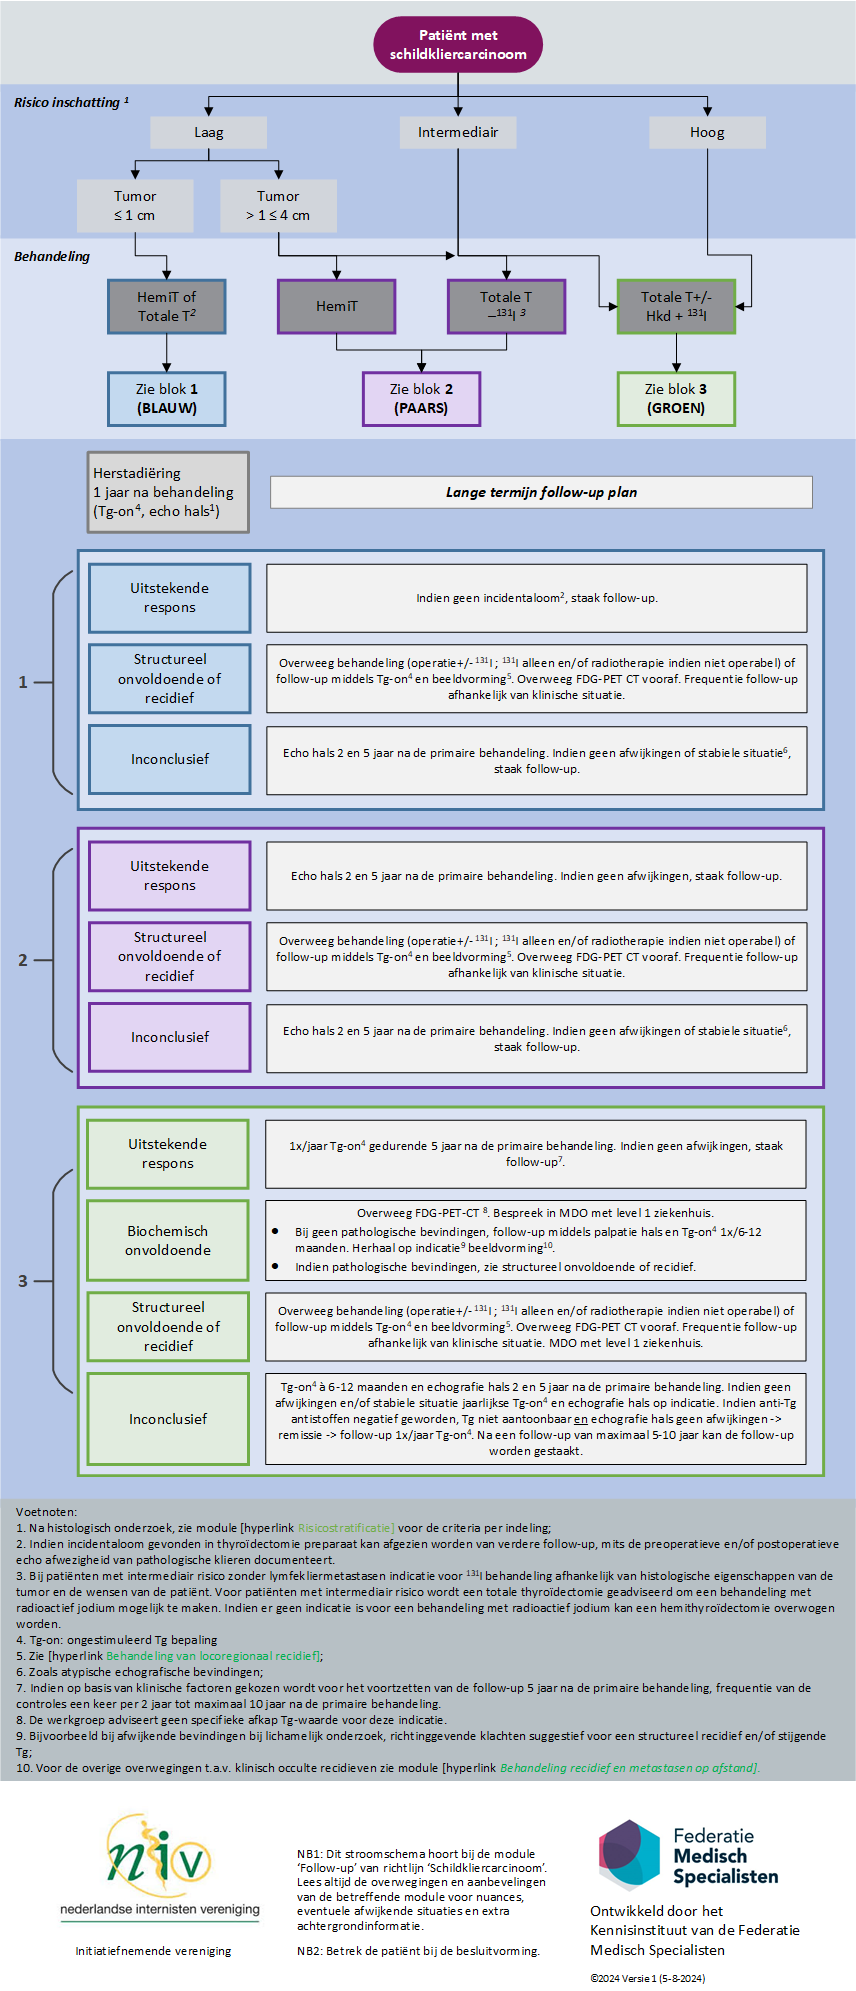 Patiënt met
schildkliercarcinoom
Risico inschatting ¹
Laag
Intermediair
Hoog
Tumor
≤ 1 cm
Tumor
> 1 ≤ 4 cm
Behandeling
HemiT of
Totale T²
HemiT
Totale T
–¹³¹I ³
Totale T+/-
Hkd + ¹³¹I
Zie blok 1
(BLAUW)
Zie blok 2
(PAARS)
Zie blok 3
(GROEN)
Herstadiëring
1 jaar na behandeling
(Tg-on⁴, echo hals¹)
Lange termijn follow-up plan
1
Uitstekende
respons
Indien geen incidentaloom², staak follow-up.
Structureel
onvoldoende of
recidief
Overweeg behandeling (operatie+/- ¹³¹I ; ¹³¹I alleen en/of radiotherapie indien niet operabel) of
follow-up middels Tg-on⁴ en beeldvorming⁵. Overweeg FDG-PET CT vooraf. Frequentie follow-up
afhankelijk van klinische situatie.
Inconclusief
Echo hals 2 en 5 jaar na de primaire behandeling. Indien geen afwijkingen of stabiele situatie⁶,
staak follow-up.
2
Uitstekende
respons
Echo hals 2 en 5 jaar na de primaire behandeling. Indien geen afwijkingen, staak follow-up.
Structureel
onvoldoende of
recidief
Overweeg behandeling (operatie+/- ¹³¹I ; ¹³¹I alleen en/of radiotherapie indien niet operabel) of
follow-up middels Tg-on⁴ en beeldvorming⁵. Overweeg FDG-PET CT vooraf. Frequentie follow-up
afhankelijk van klinische situatie.
Inconclusief
Echo hals 2 en 5 jaar na de primaire behandeling. Indien geen afwijkingen of stabiele situatie⁶,
staak follow-up.
3
Uitstekende
respons
1x/jaar Tg-on⁴ gedurende 5 jaar na de primaire behandeling. Indien geen afwijkingen, staak
follow-up⁷.
Biochemisch
onvoldoende
Overweeg FDG-PET-CT ⁸. Bespreek in MDO met level 1 ziekenhuis.
● Bij geen pathologische bevindingen, follow-up middels palpatie hals en Tg-on⁴ 1x/6-12
maanden. Herhaal op indicatie⁹ beeldvorming¹⁰.
● Indien pathologische bevindingen, zie structureel onvoldoende of recidief.
Structureel
onvoldoende of
recidief
Overweeg behandeling (operatie+/- ¹³¹I ; ¹³¹I alleen en/of radiotherapie indien niet operabel) of
follow-up middels Tg-on⁴ en beeldvorming⁵. Overweeg FDG-PET CT vooraf. Frequentie follow-up
afhankelijk van klinische situatie. MDO met level 1 ziekenhuis.
Inconclusief
Tg-on⁴ à 6-12 maanden en echografie hals 2 en 5 jaar na de primaire behandeling. Indien geen
afwijkingen en/of stabiele situatie jaarlijkse Tg-on⁴ en echografie hals op indicatie. Indien anti-Tg
antistoffen negatief geworden, Tg niet aantoonbaar en echografie hals geen afwijkingen ->
remissie -> follow-up 1x/jaar Tg-on⁴. Na een follow-up van maximaal 5-10 jaar kan de follow-up
worden gestaakt.
Voetnoten:
1. Na histologisch onderzoek, zie module [hyperlink Risicostratificatie] voor de criteria per indeling;
2. Indien incidentaloom gevonden in thyroïdectomie preparaat kan afgezien worden van verdere follow-up, mits de preoperatieve en/of postoperatieve
echo afwezigheid van pathologische klieren documenteert.
3. Bij patiënten met intermediair risico zonder lymfekliermetastasen indicatie voor ¹³¹I behandeling afhankelijk van histologische eigenschappen van de
tumor en de wensen van de patiënt. Voor patiënten met intermediair risico wordt een totale thyroïdectomie geadviseerd om een behandeling met
radioactief jodium mogelijk te maken. Indien er geen indicatie is voor een behandeling met radioactief jodium kan een hemithyroïdectomie overwogen
worden.
4. Tg-on: ongestimuleerd Tg bepaling
5. Zie [hyperlink Behandeling van locoregionaal recidief];
6. Zoals atypische echografische bevindingen;
7. Indien op basis van klinische factoren gekozen wordt voor het voortzetten van de follow-up 5 jaar na de primaire behandeling, frequentie van de
controles een keer per 2 jaar tot maximaal 10 jaar na de primaire behandeling.
8. De werkgroep adviseert geen specifieke afkap Tg-waarde voor deze indicatie.
9. Bijvoorbeeld bij afwijkende bevindingen bij lichamelijk onderzoek, richtinggevende klachten suggestief voor een structureel recidief en/of stijgende
Tg;
10. Voor de overige overwegingen t.a.v. klinisch occulte recidieven zie module [hyperlink Behandeling recidief en metastasen op afstand].
niv
nederlandse internisten vereniging
Initiatiefnemende vereniging
NB1: Dit stroomschema hoort bij de module
‘Follow-up’ van richtlijn ‘Schildkliercarcinoom’.
Lees altijd de overwegingen en aanbevelingen
van de betreffende module voor nuances,
eventuele afwijkende situaties en extra
achtergrondinformatie.
NB2: Betrek de patiënt bij de besluitvorming.
Federatie
Medisch
Specialisten
Ontwikkeld door het
Kennisinstituut van de Federatie
Medisch Specialisten
©2024 Versie 1 (5-8-2024)